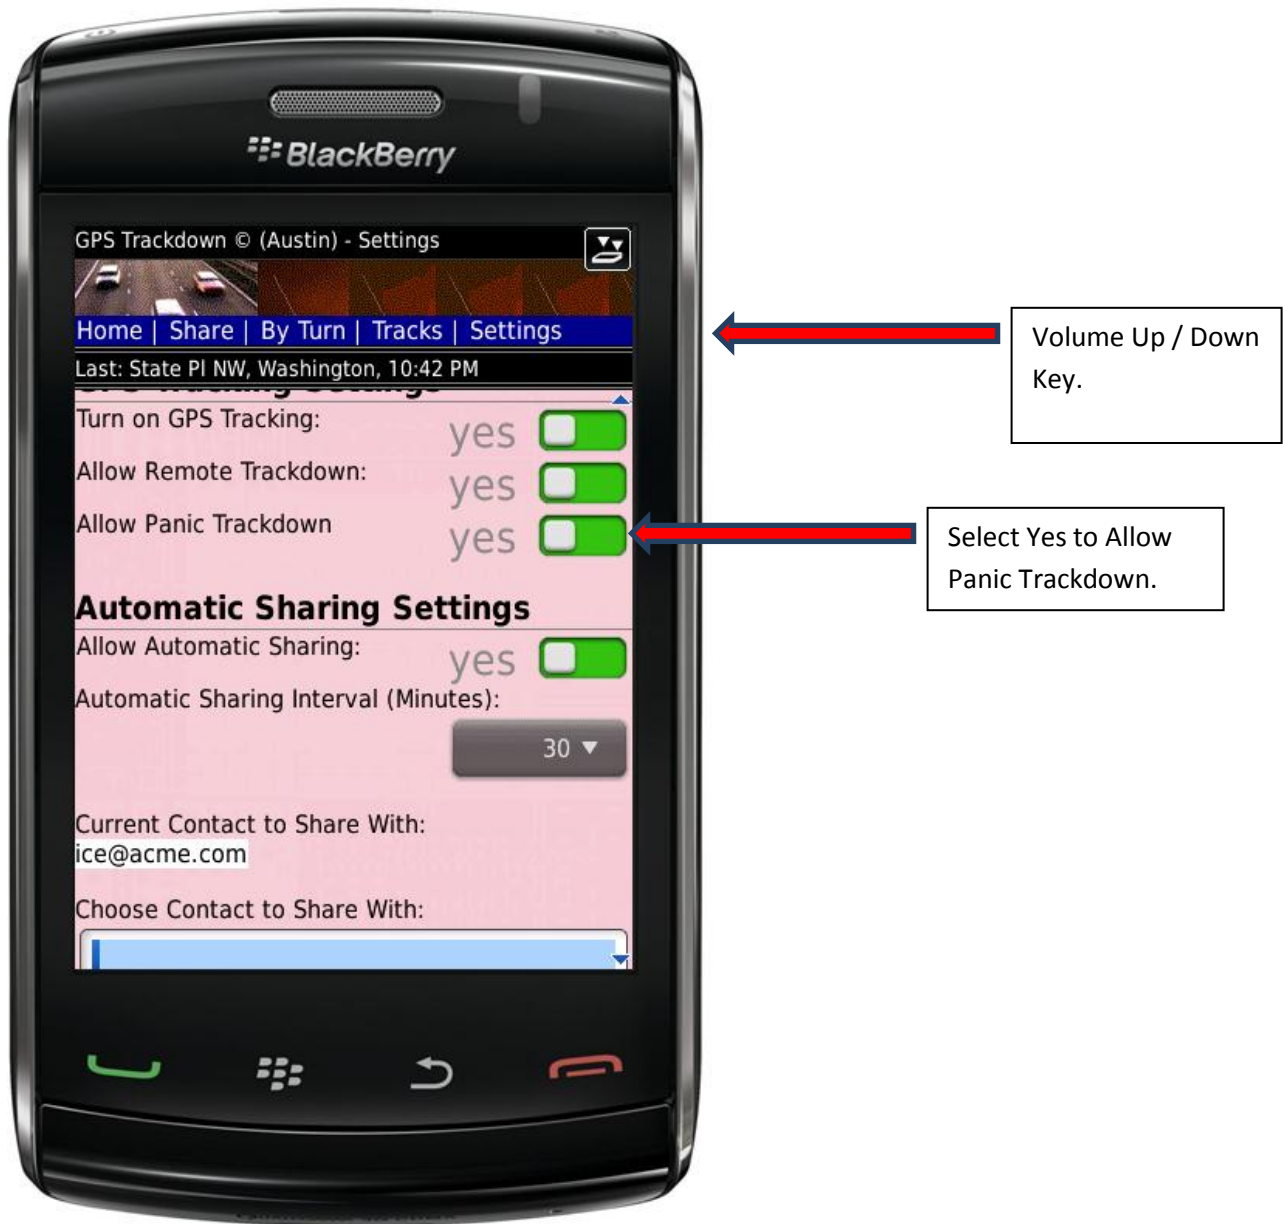 BlackBerry
GPS Trackdown © (Austin) - Settings
Home | Share | By Turn | Tracks | Settings
Last: State Pl NW, Washington, 10:42 PM
GPS Tracking Settings
Turn on GPS Tracking:
yes
Allow Remote Trackdown:
yes
Allow Panic Trackdown
yes
Automatic Sharing Settings
Allow Automatic Sharing:
yes
Automatic Sharing Interval (Minutes):
30
Current Contact to Share With:
ice@acme.com
Choose Contact to Share With:
Volume Up / Down
Key.
Select Yes to Allow
Panic Trackdown.